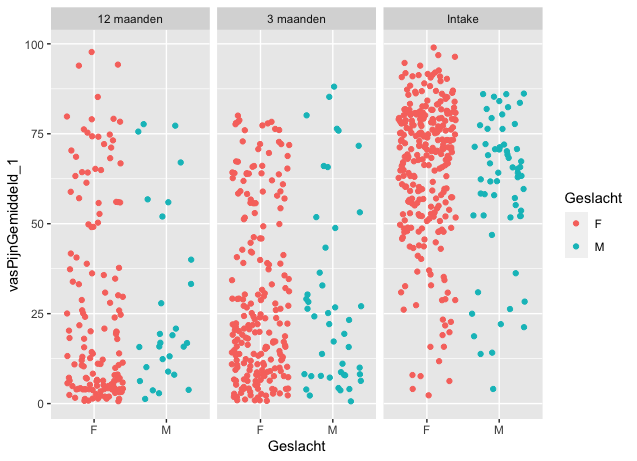 12 maanden
3 maanden
Intake
vasPijnGemiddeld_1
100
75
50
25
0
F
M
F
M
F
M
Geslacht
Geslacht
F
M